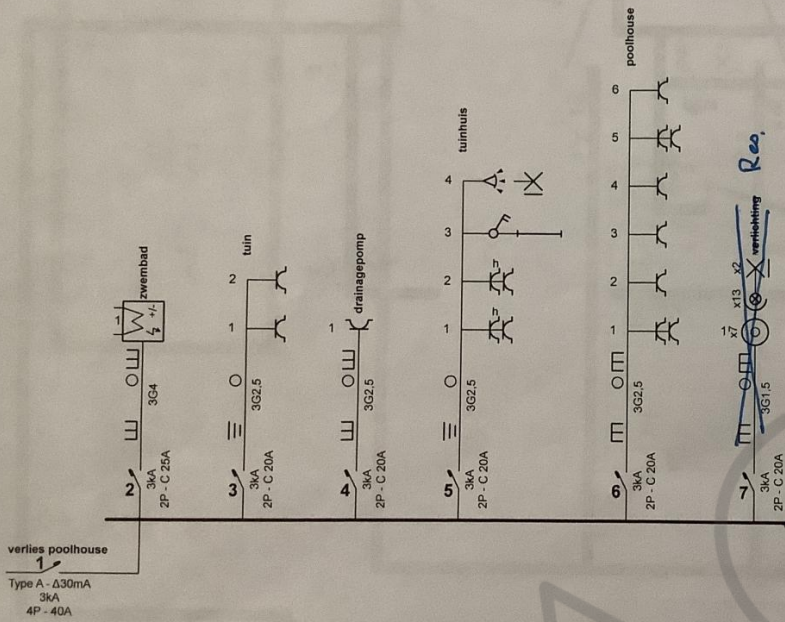 verlies poolhouse
1
Type A - Δ30mA
3kA
4P - 40A
2
3kA
2P - C 25A
3G4
1
+/-
zwembad
3
3kA
2P - C 20A
3G2,5
1
2
tuin
4
3kA
2P - C 20A
3G2,5
1
drainagepomp
5
3kA
2P - C 20A
3G2,5
1
2
3
4
tuinhuis
6
3kA
2P - C 20A
3G2,5
1
2
3
4
5
6
poolhouse
7
3kA
2P - C 20A
3G1,5
1
x7
x13
x2
verlichting
Res.